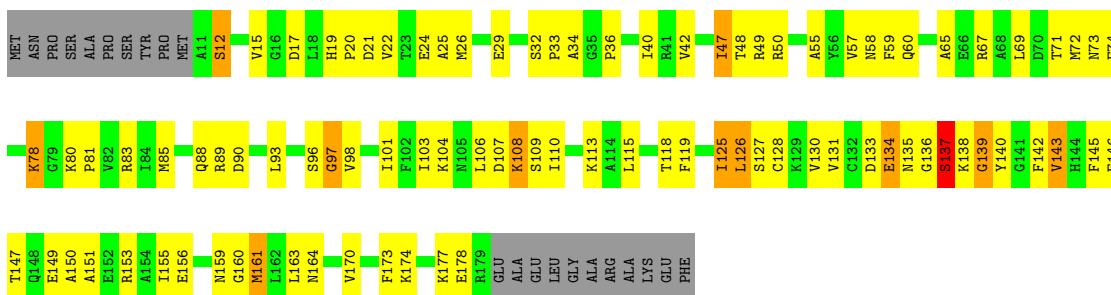 MET ASN PRO SER ALA PRO SER TYR PRO MET A11 S12 V15 G16 D17 L18 H19 P20 D21 V22 T23 E24 A25 M26 E29 S32 P33 A34 G35 P36 I40 R41 V42 I47 T48 R49 R50 A55 Y56 V57 N58 F59 Q60 A65 E66 R67 A68 L69 D70 T71 M72 N73
K78 G79 K80 P81 V82 R83 I84 M85 Q88 R89 D90 L93 S96 G97 V98 I101 F102 I103 K104 N105 L106 D107 K108 S109 I110 K113 A114 L115 T118 F119 I125 L126 S127 C128 K129 V130 V131 C132 D133 E134 N135 G136 S137 K138 G139 Y140 G141 F142 V143 H144 F145
T147 Q148 E149 A150 A151 E152 R153 A154 I155 E156 N159 G160 M161 L162 L163 N164 V170 F173 K174 K177 E178 R179 GLU ALA GLU LEU GLY ALA ARG ALA LYS GLU PHE